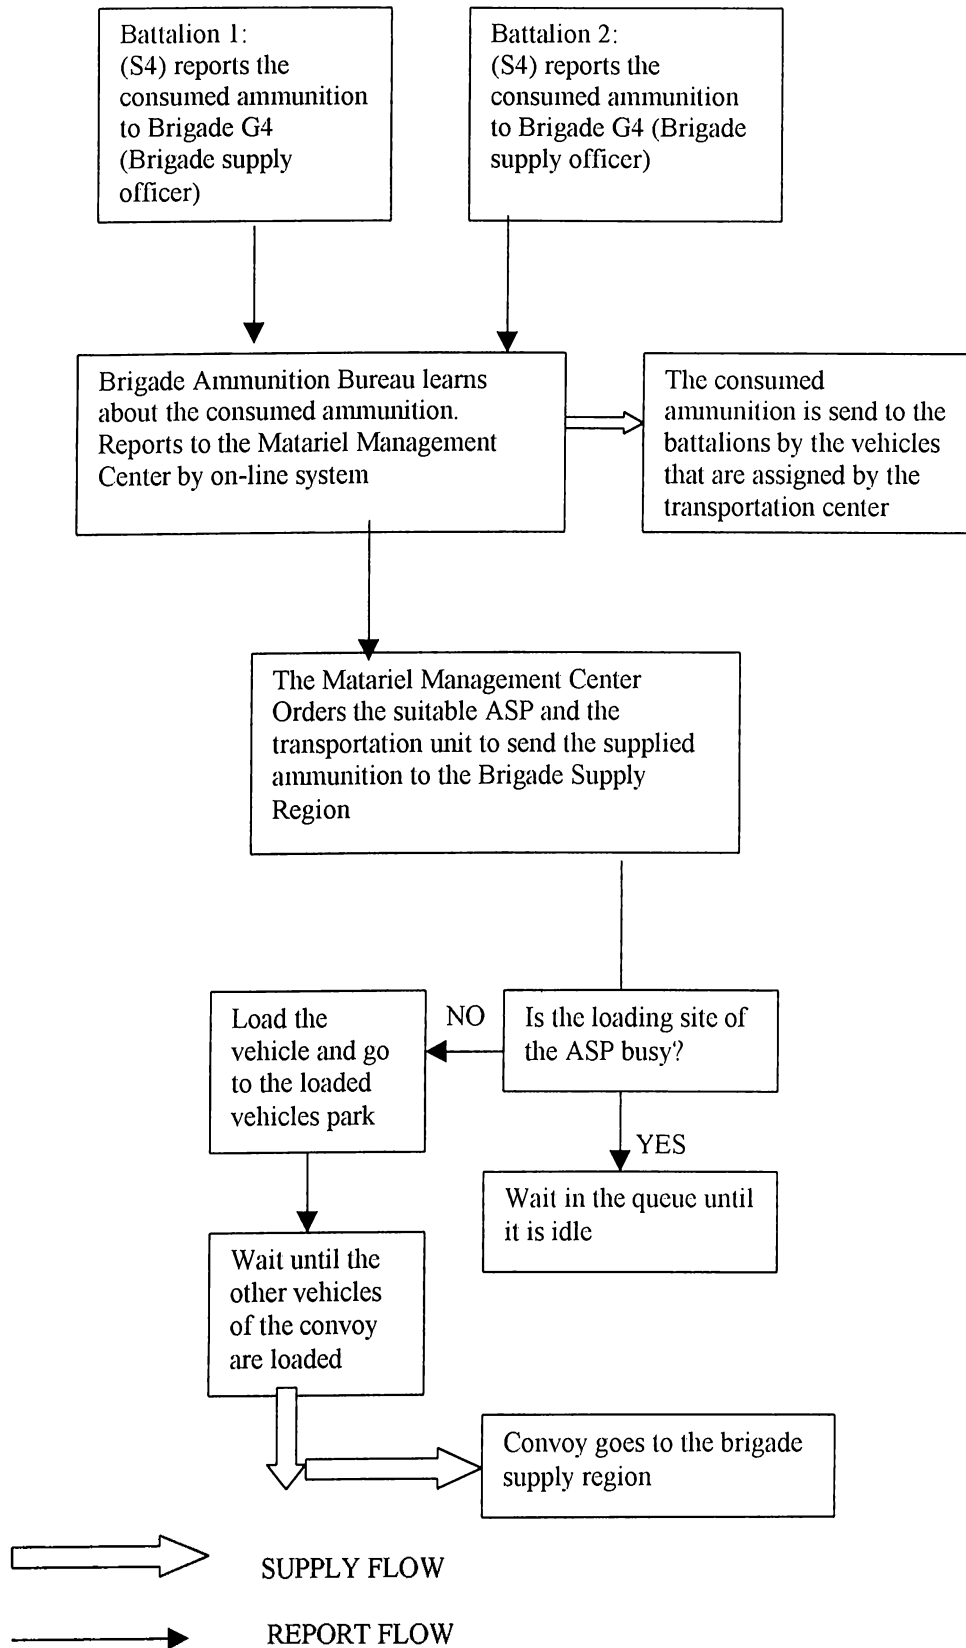 Battalion 1:
(S4) reports the
consumed ammunition
to Brigade G4
(Brigade supply
officer)
Battalion 2:
(S4) reports the
consumed ammunition
to Brigade G4 (Brigade
supply officer)
Brigade Ammunition Bureau learns
about the consumed ammunition.
Reports to the Matariel Management
Center by on-line system
The consumed
ammunition is send to the
battalions by the vehicles
that are assigned by the
transportation center
The Matariel Management Center
Orders the suitable ASP and the
transportation unit to send the supplied
ammunition to the Brigade Supply
Region
Load the
vehicle and go
to the loaded
vehicles park
NO
Is the loading site of
the ASP busy?
YES
Wait in the queue until
it is idle
Wait until the
other vehicles
of the convoy
are loaded
Convoy goes to the brigade
supply region
SUPPLY FLOW
REPORT FLOW